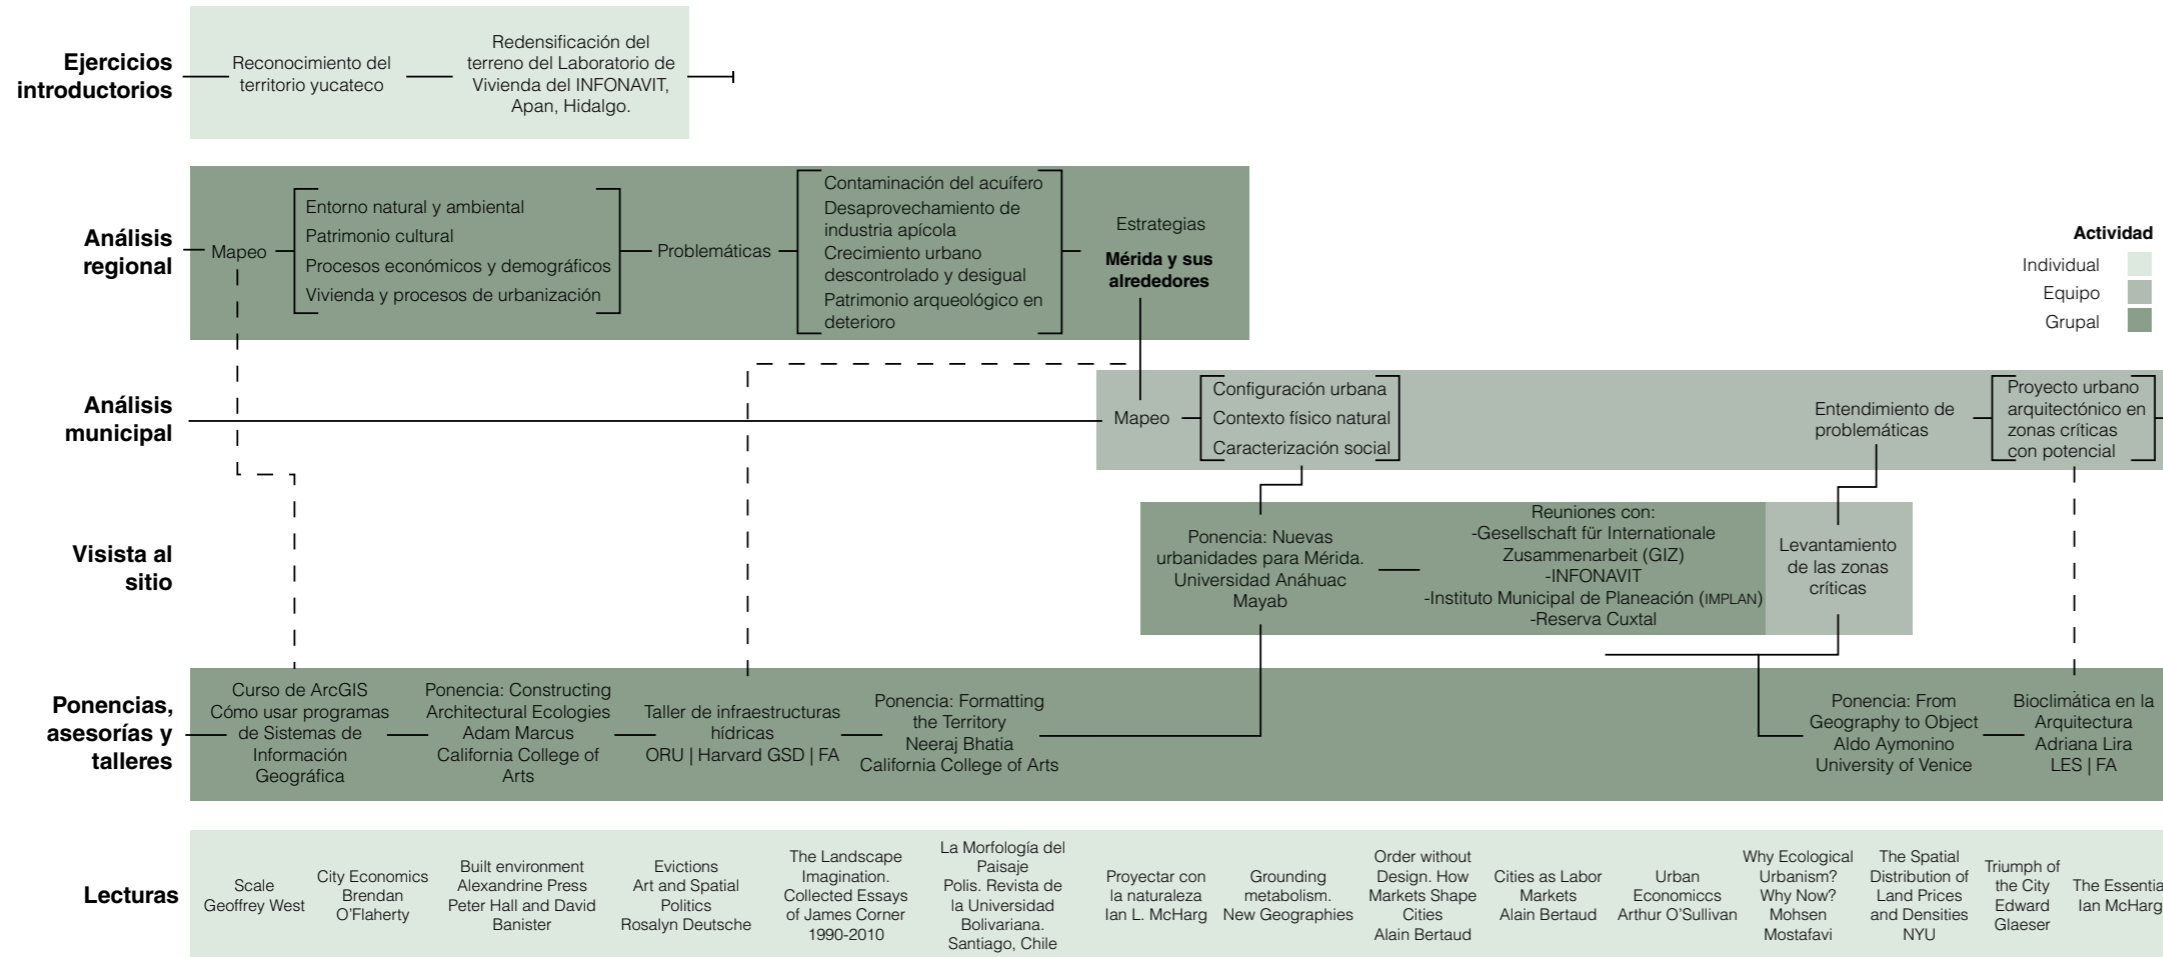 Ejercicios
introductorios
Reconocimiento del
territorio yucateco
Redensificación del
terreno del Laboratorio de
Vivienda del INFONAVIT,
Apan, Hidalgo.
Análisis
regional
Mapeo
Entorno natural y ambiental
Patrimonio cultural
Procesos económicos y demográficos
Vivienda y procesos de urbanización
Problemáticas
Contaminación del acuífero
Desaprovechamiento de
industria apícola
Crecimiento urbano
descontrolado y desigual
Patrimonio arqueológico en
deterioro
Estrategias
Mérida y sus
alrededores
Actividad
Individual
Equipo
Grupal
Análisis
municipal
Mapeo
Configuración urbana
Contexto físico natural
Caracterización social
Entendimiento de
problemáticas
Proyecto urbano
arquitectónico en
zonas críticas
con potencial
Visista al
sitio
Ponencia: Nuevas
urbanidades para Mérida.
Universidad Anáhuac
Mayab
Reuniones con:
-Gesellschaft für Internationale
Zusammenarbeit (GIZ)
-INFONAVIT
-Instituto Municipal de Planeación (IMPLAN)
-Reserva Cuxtal
Levantamiento
de las zonas
críticas
Ponencias,
asesorías y
talleres
Curso de ArcGIS
Cómo usar programas
de Sistemas de
Información
Geográfica
Ponencia: Constructing
Architectural Ecologies
Adam Marcus
California College of
Arts
Taller de infraestructuras
hídricas
ORU | Harvard GSD | FA
Ponencia: Formatting
the Territory
Neeraj Bhatia
California College of Arts
Ponencia: From
Geography to Object
Aldo Aymonino
University of Venice
Bioclimática en la
Arquitectura
Adriana Lira
LES | FA
Lecturas
Scale
Geoffrey West
City Economics
Brendan
O'Flaherty
Built environment
Alexandrine Press
Peter Hall and David
Banister
Evictions
Art and Spatial
Politics
Rosalyn Deutsche
The Landscape
Imagination.
Collected Essays
of James Corner
1990-2010
La Morfología del
Paisaje
Polis. Revista de
la Universidad
Bolivariana.
Santiago, Chile
Proyectar con
la naturaleza
Ian L. McHarg
Grounding
metabolism.
New Geographies
Order without
Design. How
Markets Shape
Cities
Alain Bertaud
Cities as Labor
Markets
Alain Bertaud
Urban
Economiccs
Arthur O'Sullivan
Why Ecological
Urbanism?
Why Now?
Mohsen
Mostafavi
The Spatial
Distribution of
Land Prices
and Densities
NYU
Triumph of
the City
Edward
Glaeser
The Essentia
Ian McHarg